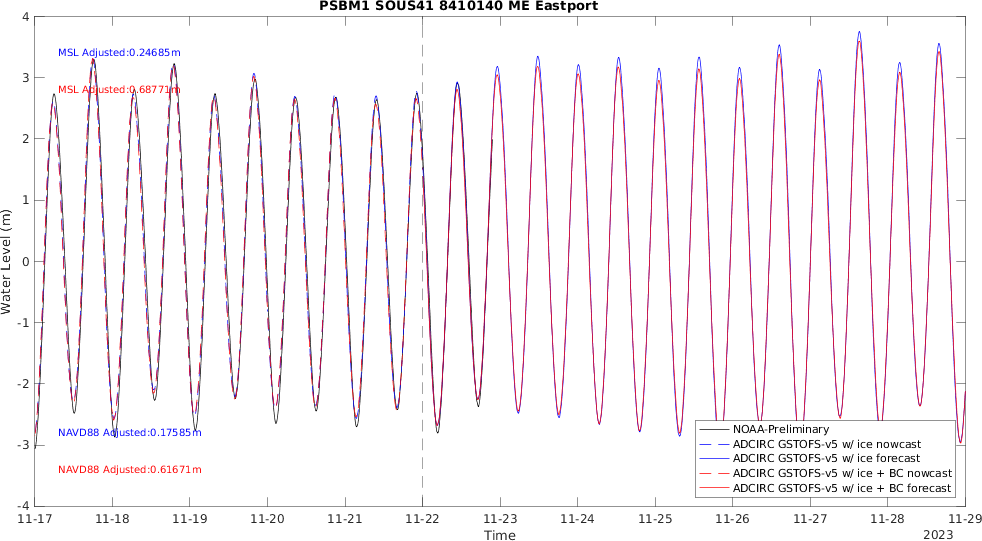 PSBM1 SOUS41 8410140 ME Eastport
Water Level (m)
4
3
2
1
0
-1
-2
-3
-4
MSL Adjusted:0.24685m
MSL Adjusted:0.68771m
NAVD88 Adjusted:0.17585m
NAVD88 Adjusted:0.61671m
NOAA-Preliminary
ADCIRC GSTOFS-v5 w/ ice nowcast
ADCIRC GSTOFS-v5 w/ ice forecast
ADCIRC GSTOFS-v5 w/ ice + BC nowcast
ADCIRC GSTOFS-v5 w/ ice + BC forecast
11-17 11-18 11-19 11-20 11-21 11-22 11-23 11-24 11-25 11-26 11-27 11-28 11-29
Time
2023